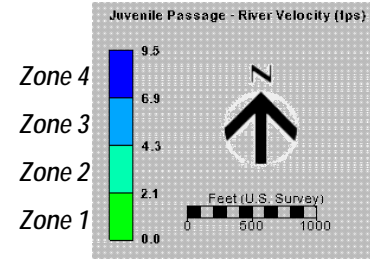 Juvenile Passage - River Velocity (fps)
9.5
Zone 4
6.9
Zone 3
4.3
Zone 2
2.1
Zone 1
0.0
N
Feet (U.S. Survey)
0 500 1000